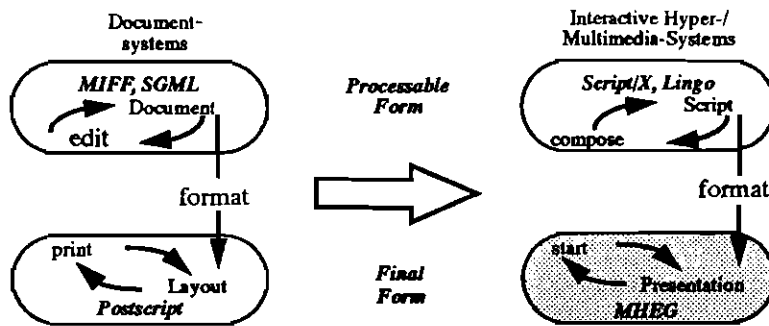 Document-
systems
Interactive Hyper-/
Multimedia-Systems
MIFF, SGML
Document
edit
Processable
Form
Script/X, Lingo
Script
compose
format
format
print
Layout
Postscript
Final
Form
start
Presentation
MHEG